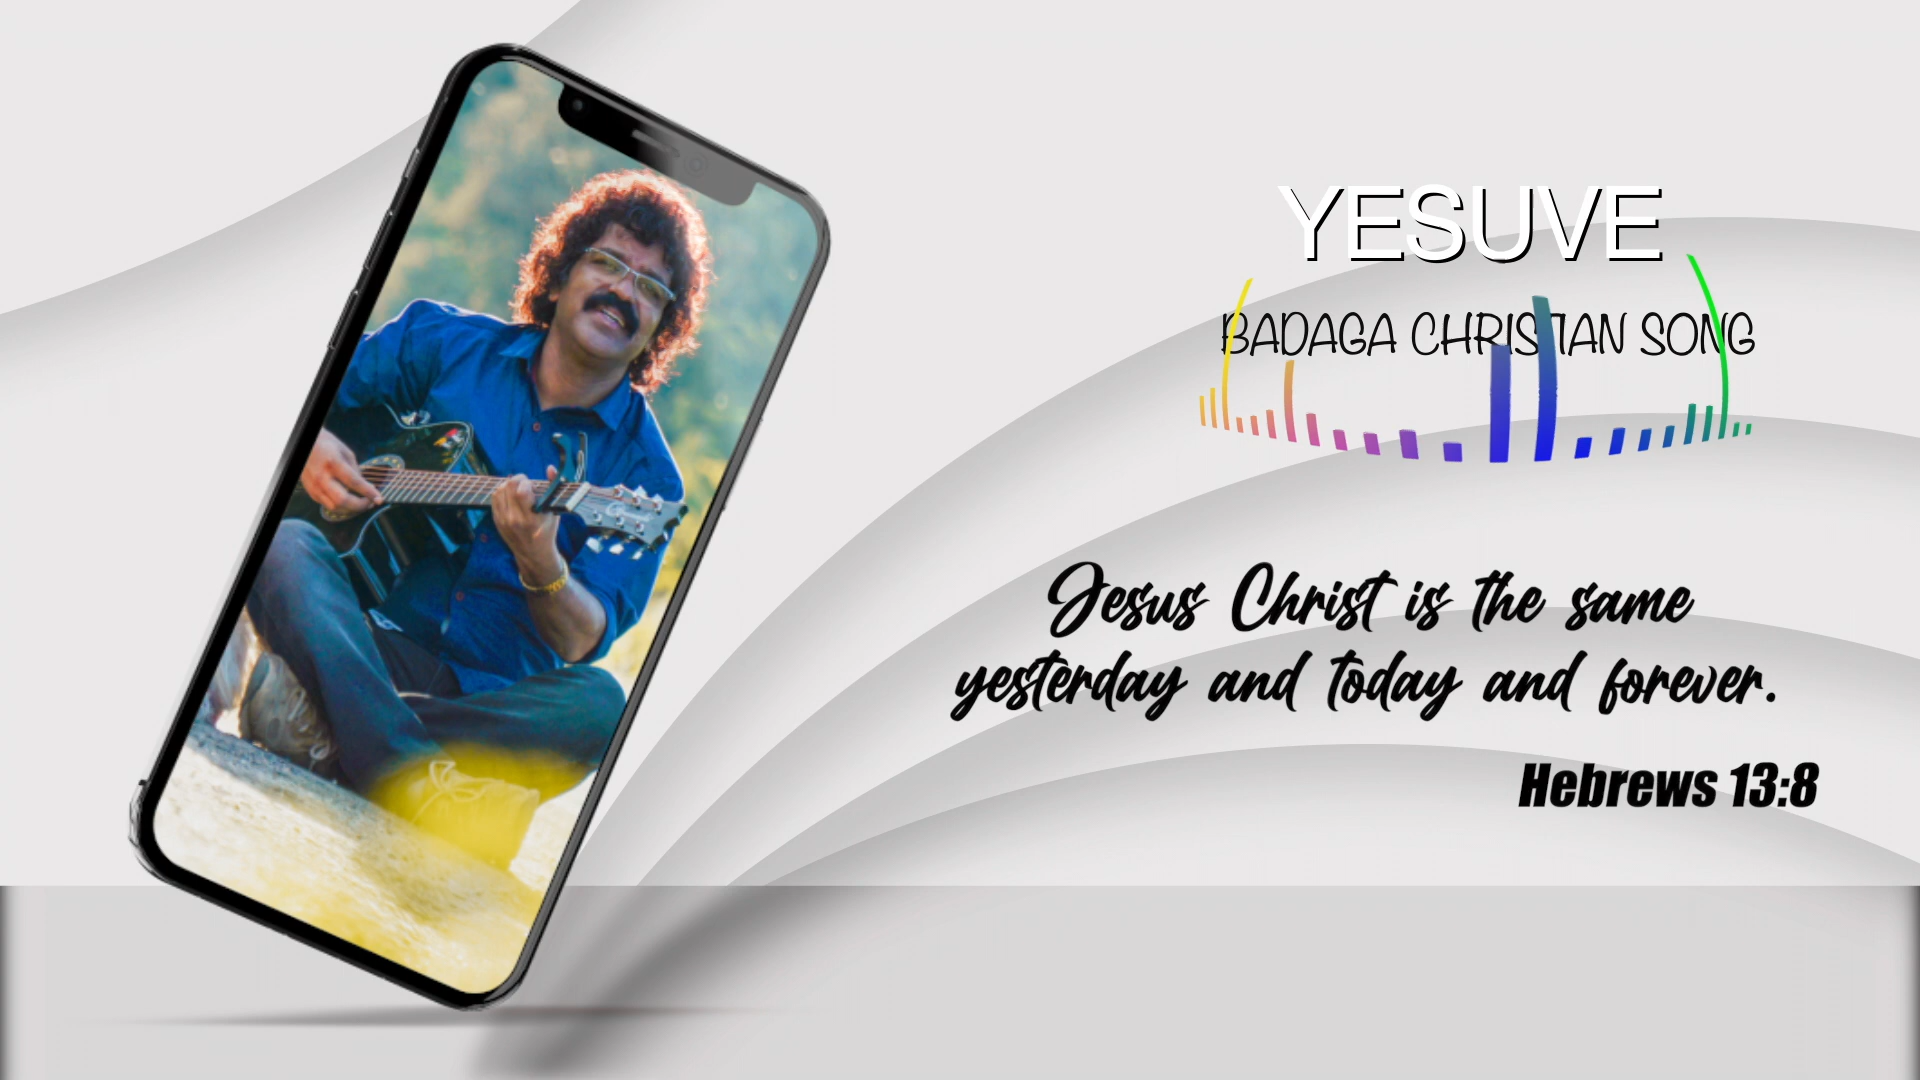 YESUVE
BADAGA CHRISTIAN SONG
Jesus Christ is the same
yesterday and today and forever.
Hebrews 13:8